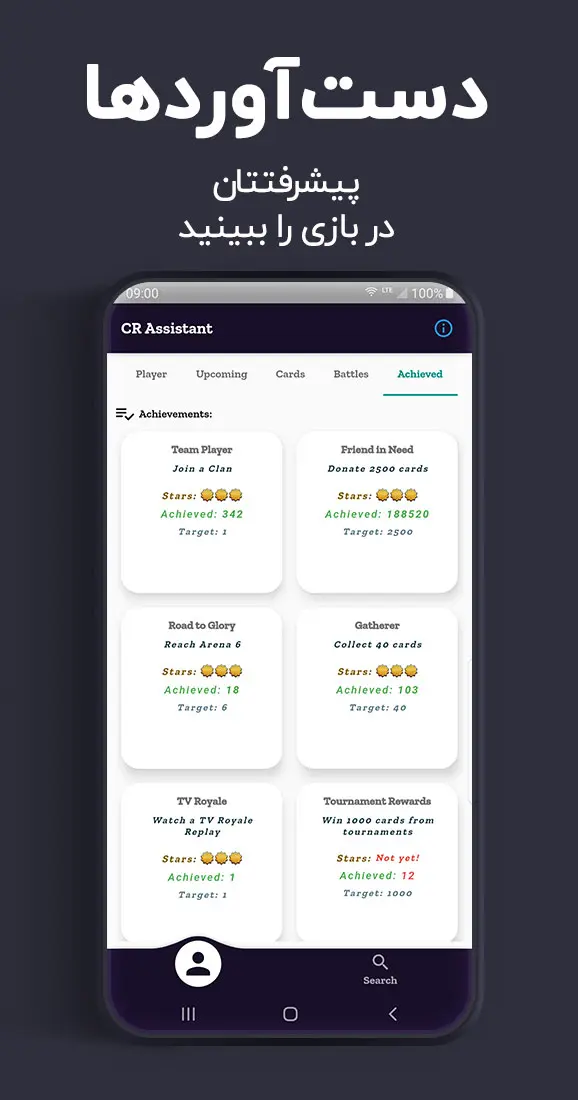 دست‌آوردها
پیشرفتتان
در بازی را ببینید
09:00
LTE 100%
CR Assistant
Player Upcoming Cards Battles Achieved
Achievements:
Team Player
Join a Clan
Stars:
Achieved: 342
Target: 1
Friend in Need
Donate 2500 cards
Stars:
Achieved: 188520
Target: 2500
Road to Glory
Reach Arena 6
Stars:
Achieved: 18
Target: 6
Gatherer
Collect 40 cards
Stars:
Achieved: 103
Target: 40
TV Royale
Watch a TV Royale
Replay
Stars:
Achieved: 1
Target: 1
Tournament Rewards
Win 1000 cards from
tournaments
Stars: Not yet!
Achieved: 12
Target: 1000
Search